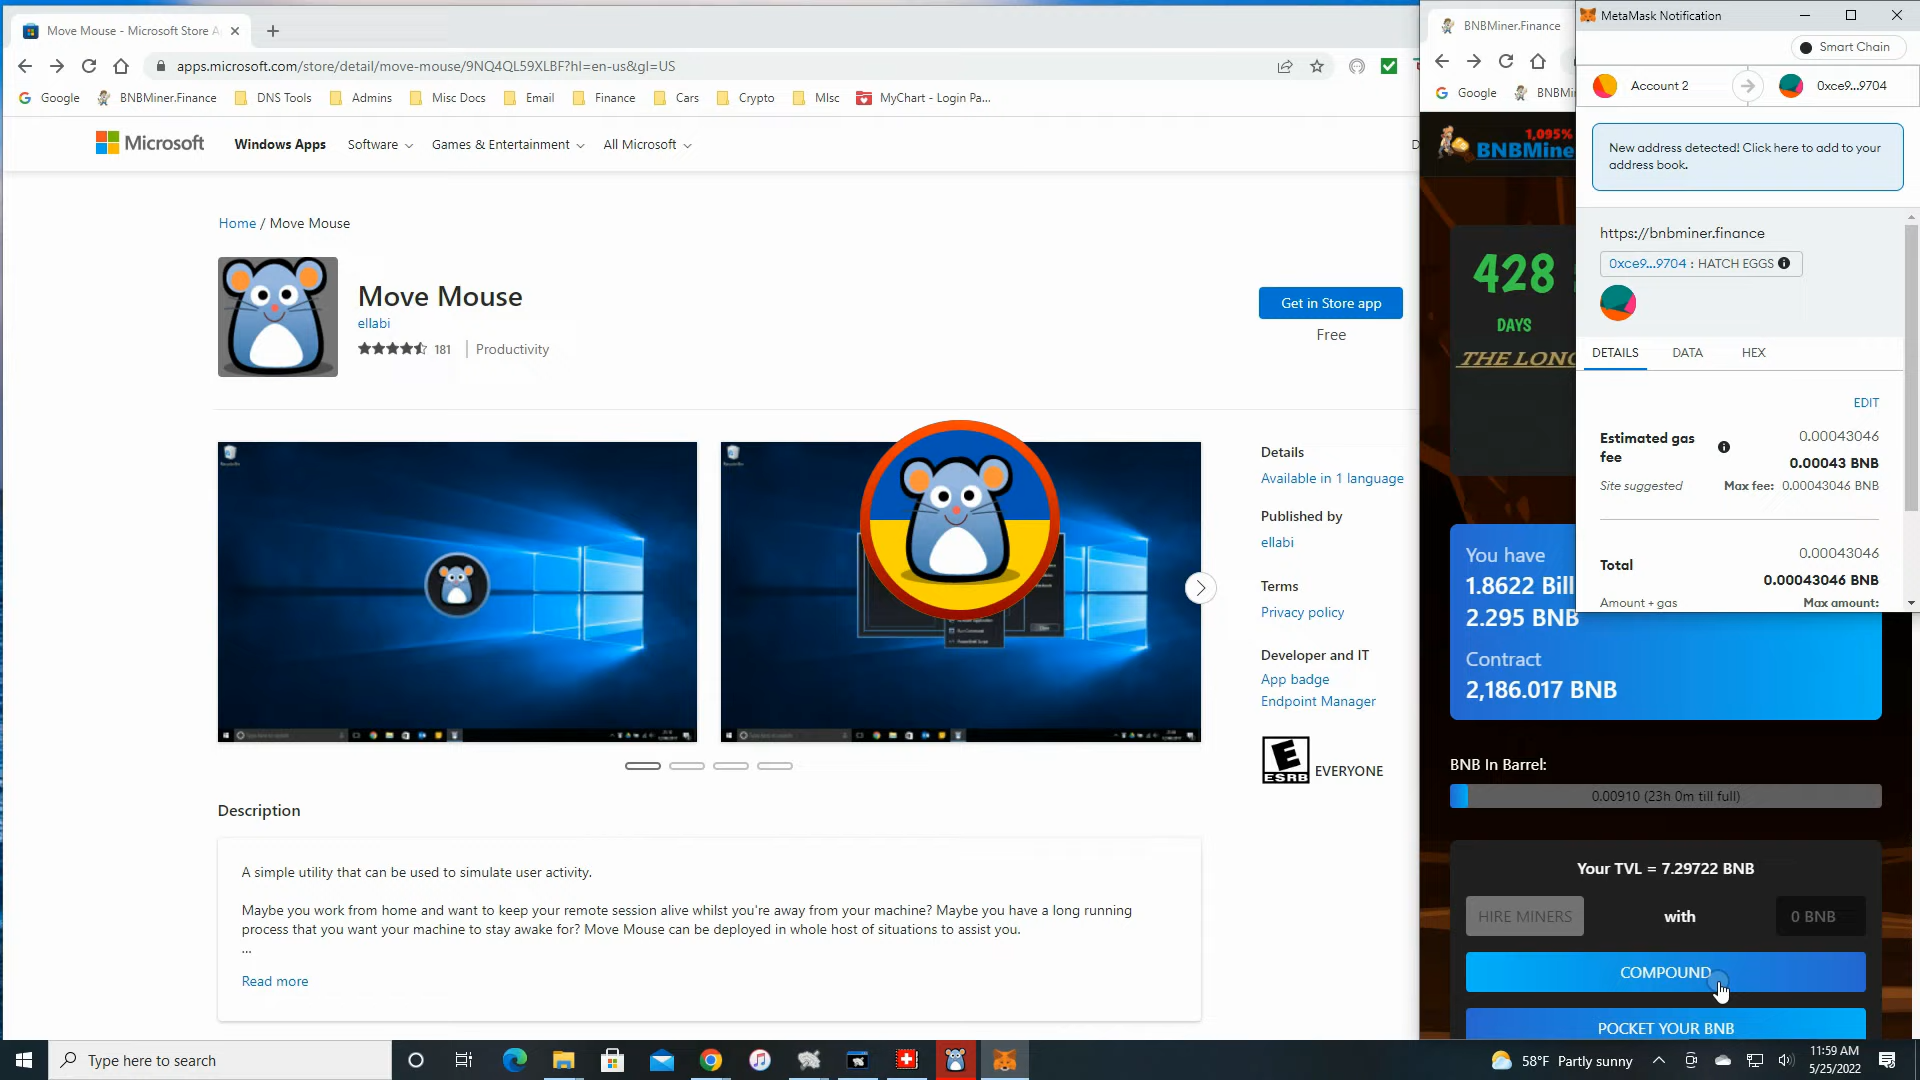 Move Mouse - Microsoft Store A
apps.microsoft.com/store/detail/move-mouse/9NQ4QL59XLBF?hl=en-us&gl=US
Google
BNBMiner.Finance
DNS Tools
Admins
Misc Docs
Email
Finance
Cars
Crypto
MIsc
MyChart - Login Pa...
Microsoft
Windows Apps
Software
Games & Entertainment
All Microsoft
D
Home / Move Mouse
Move Mouse
ellabi
181
Productivity
Get in Store app
Free
Details
Available in 1 language
Published by
ellabi
Terms
Privacy policy
Developer and IT
App badge
Endpoint Manager
E
ESRB
EVERYONE
Description
A simple utility that can be used to simulate user activity.
Maybe you work from home and want to keep your remote session alive whilst you're away from your machine? Maybe you have a long running
process that you want your machine to stay awake for? Move Mouse can be deployed in whole host of situations to assist you.
...
Read more
BNBMiner.Finance
Google
BNBMin
1,095%
BNBMine
428
DAYS
THE LONG
You have
1.8622 Bill
2.295 BNB
Contract
2,186.017 BNB
BNB In Barrel:
0.00910 (23h 0m till full)
Your TVL = 7.29722 BNB
HIRE MINERS
with
0 BNB
COMPOUND
POCKET YOUR BNB
MetaMask Notification
Smart Chain
Account 2
0xce9...9704
New address detected! Click here to add to your
address book.
https://bnbminer.finance
0xce9...9704 : HATCH EGGS
DETAILS
DATA
HEX
EDIT
Estimated gas
fee
0.00043046
0.00043 BNB
Site suggested
Max fee: 0.00043046 BNB
Total
0.00043046
0.00043046 BNB
Amount + gas
Max amount:
Type here to search
58°F Partly sunny
11:59 AM
5/25/2022